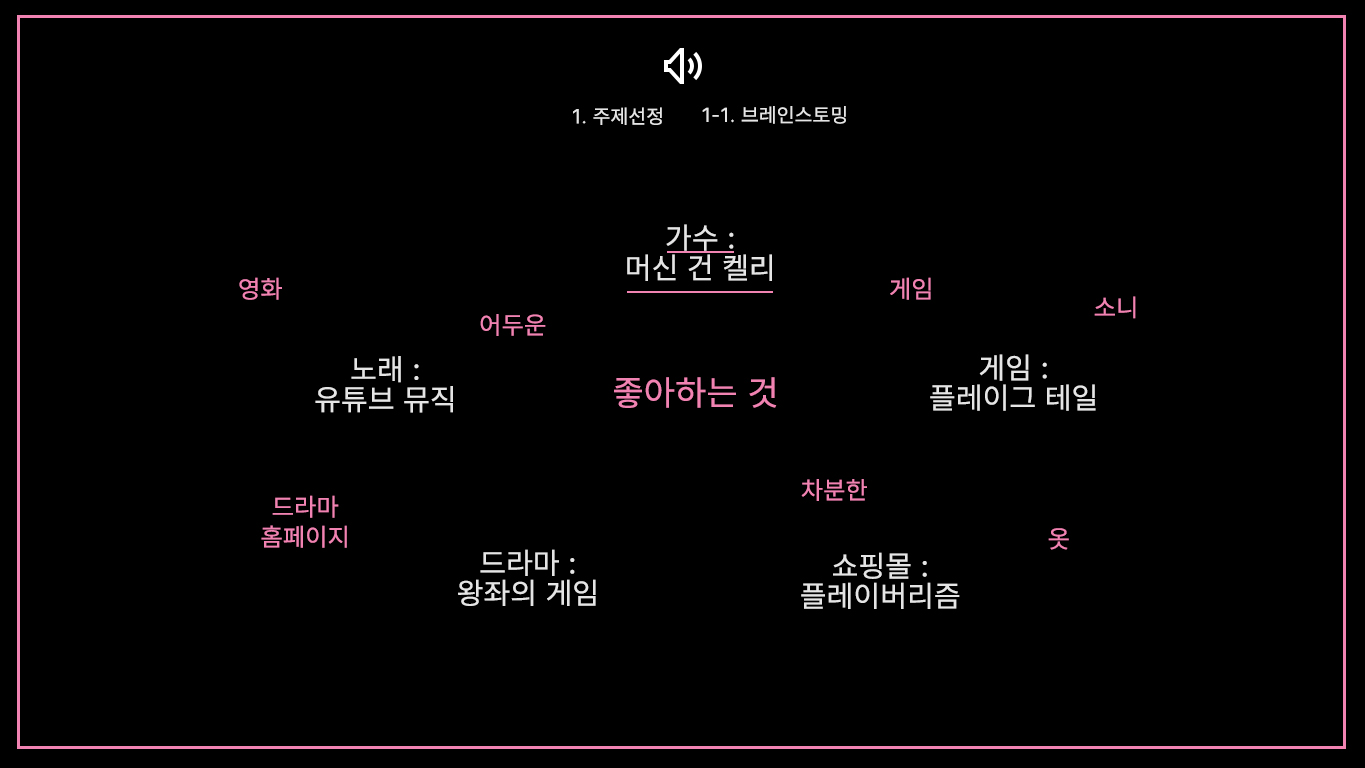 1. 주제선정
1-1. 브레인스토밍
가수 :
머신 건 켈리
영화
게임
소니
어두운
노래 :
유튜브 뮤직
좋아하는 것
게임 :
플레이그 테일
차분한
드라마
홈페이지
옷
드라마 :
왕좌의 게임
쇼핑몰 :
플레이버리즘